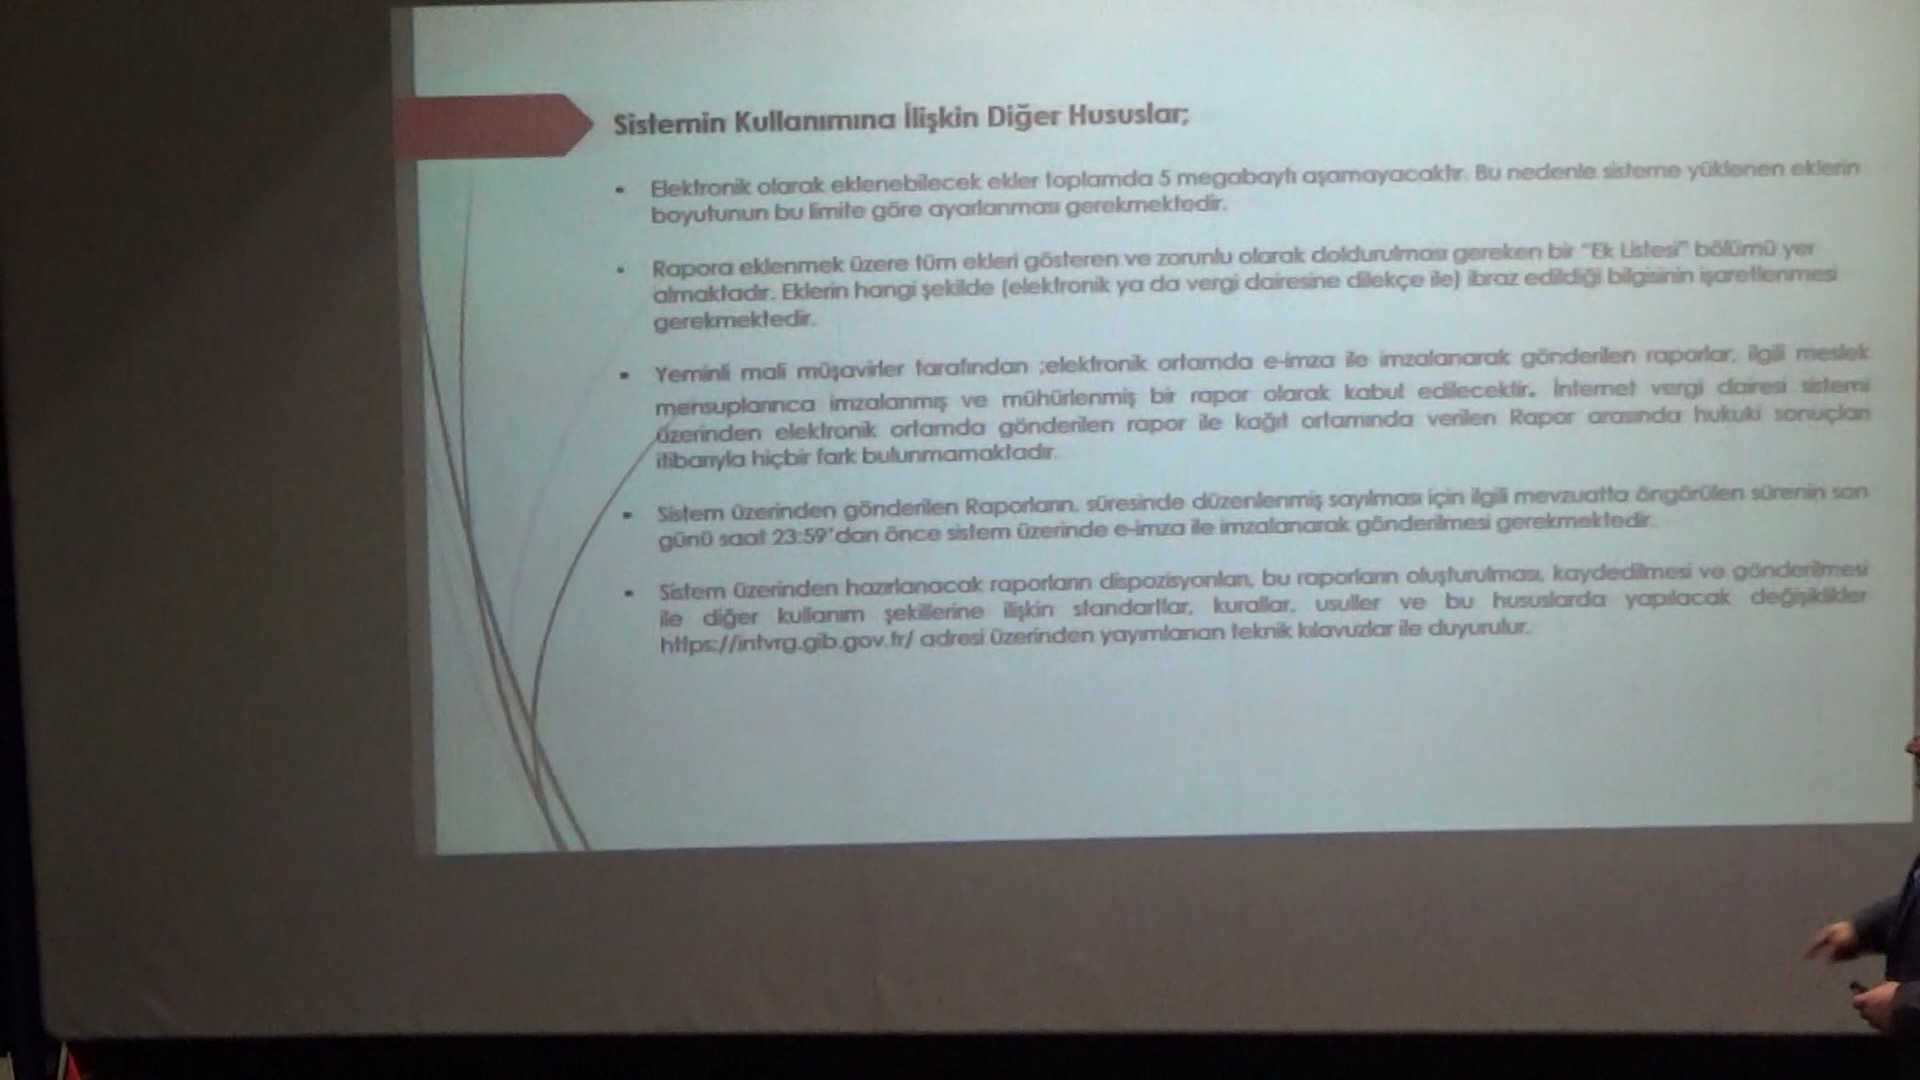 Sistemin Kullanımına İlişkin Diğer Hususlar;
Elektronik olarak eklenebilecek ekler toplamda 5 megabaytı aşamayacaktır. Bu nedenle sisteme yüklenen eklerin
boyutunun bu limite göre ayarlanması gerekmektedir.
Rapora eklenmek üzere tüm ekleri gösteren ve zorunlu olarak doldurulması gereken bir "Ek Listesi" bölümü yer
almaktadır. Eklerin hangi şekilde (elektronik ya da vergi dairesine dilekçe ile) ibraz edildiği bilgisinin işaretlenmesi
gerekmektedir.
Yeminli mali müşavirler tarafından ;elektronik ortamda e-imza ile imzalanarak gönderilen raporlar, ilgili meslek
mensuplarınca imzalanmış ve mühürlenmiş bir rapor olarak kabul edilecektir. İnternet vergi dairesi sistemi
üzerinden elektronik ortamda gönderilen rapor ile kağıt ortamında verilen Rapor arasında hukuki sonuçları
itibarıyla hiçbir fark bulunmamaktadır.
Sistem üzerinden gönderilen Raporların, süresinde düzenlenmiş sayılması için ilgili mevzuatta öngörülen sürenin son
günü saat 23:59'dan önce sistem üzerinde e-imza ile imzalanarak gönderilmesi gerekmektedir.
Sistem üzerinden hazırlanacak raporların dispozisyonları, bu raporların oluşturulması, kaydedilmesi ve gönderilmesi
ile diğer kullanım şekillerine ilişkin standartlar, kurallar, usuller ve bu hususlarda yapılacak değişiklikler
https://intvrg.gib.gov.tr/ adresi üzerinden yayımlanan teknik kılavuzlar ile duyurulur.